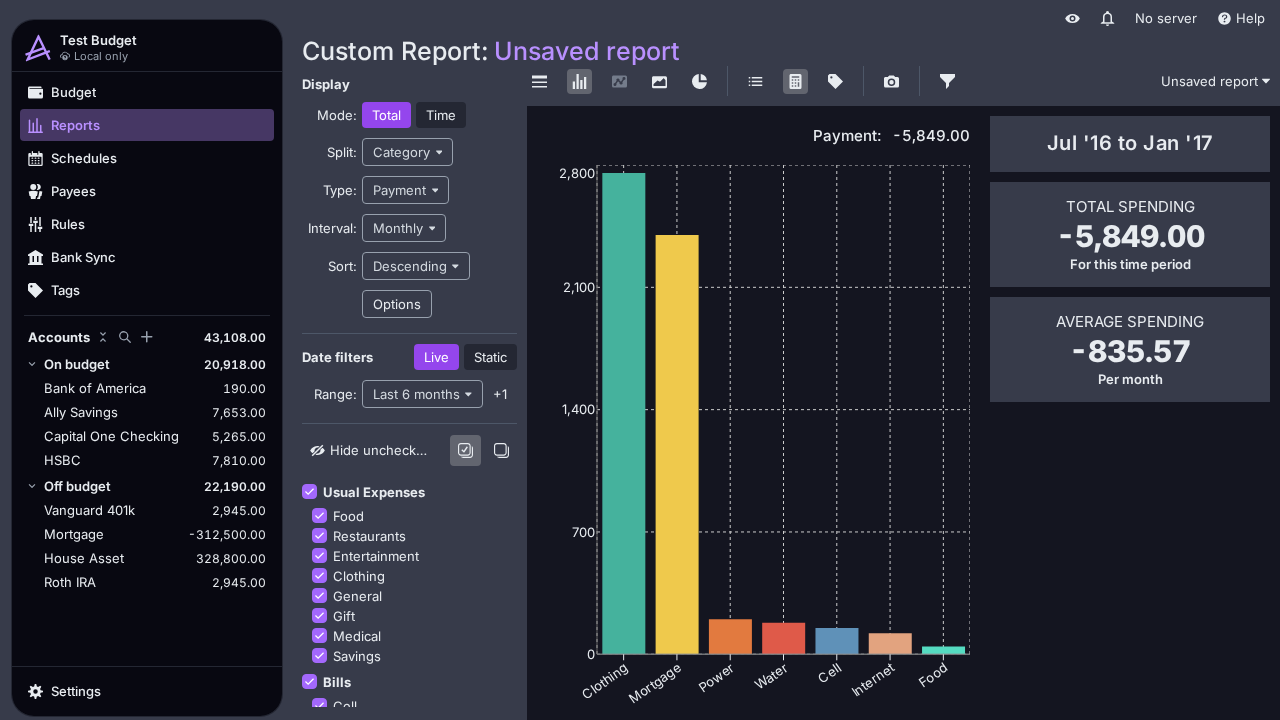 Test Budget
Local only
Budget
Reports
Schedules
Payees
Rules
Bank Sync
Tags
Accounts 43,108.00
On budget 20,918.00
Bank of America 190.00
Ally Savings 7,653.00
Capital One Checking 5,265.00
HSBC 7,810.00
Off budget 22,190.00
Vanguard 401k 2,945.00
Mortgage -312,500.00
House Asset 328,800.00
Roth IRA 2,945.00
Settings
No server Help
Custom Report: Unsaved report
Display
Mode: Total Time
Split: Category
Type: Payment
Interval: Monthly
Sort: Descending
Options
Date filters Live Static
Range: Last 6 months +1
Hide uncheck...
Usual Expenses
Food
Restaurants
Entertainment
Clothing
General
Gift
Medical
Savings
Bills
Cell
Unsaved report
Payment: -5,849.00
2,800
2,100
1,400
700
0
Clothing
Mortgage
Power
Water
Cell
Internet
Food
Jul '16 to Jan '17
TOTAL SPENDING
-5,849.00
For this time period
AVERAGE SPENDING
-835.57
Per month